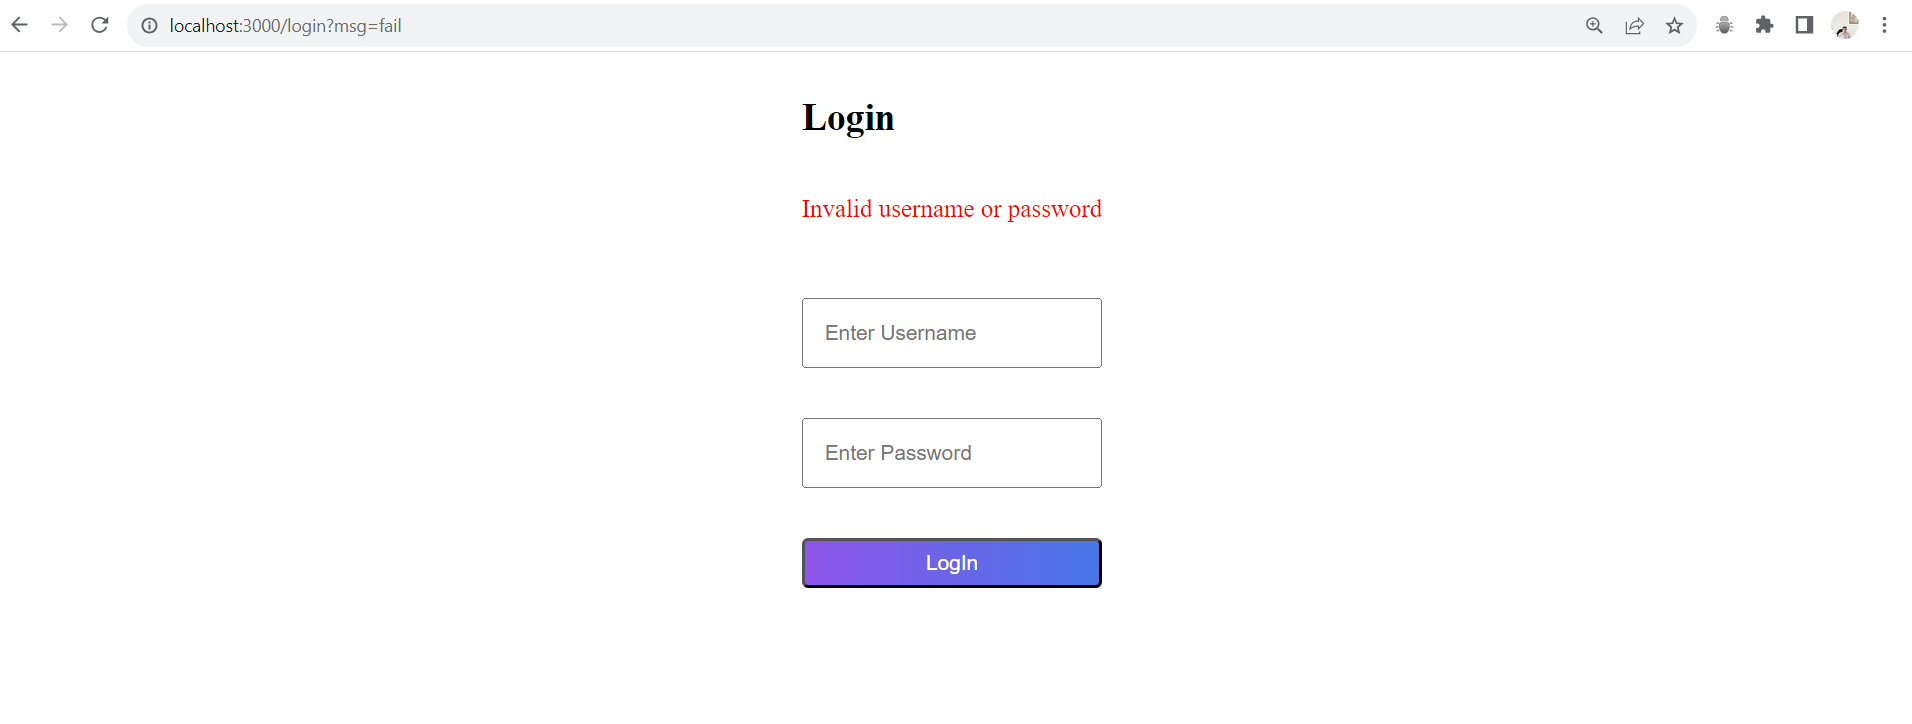 localhost:3000/login?msg=fail
Login
Invalid username or password
Enter Username
Enter Password
LogIn